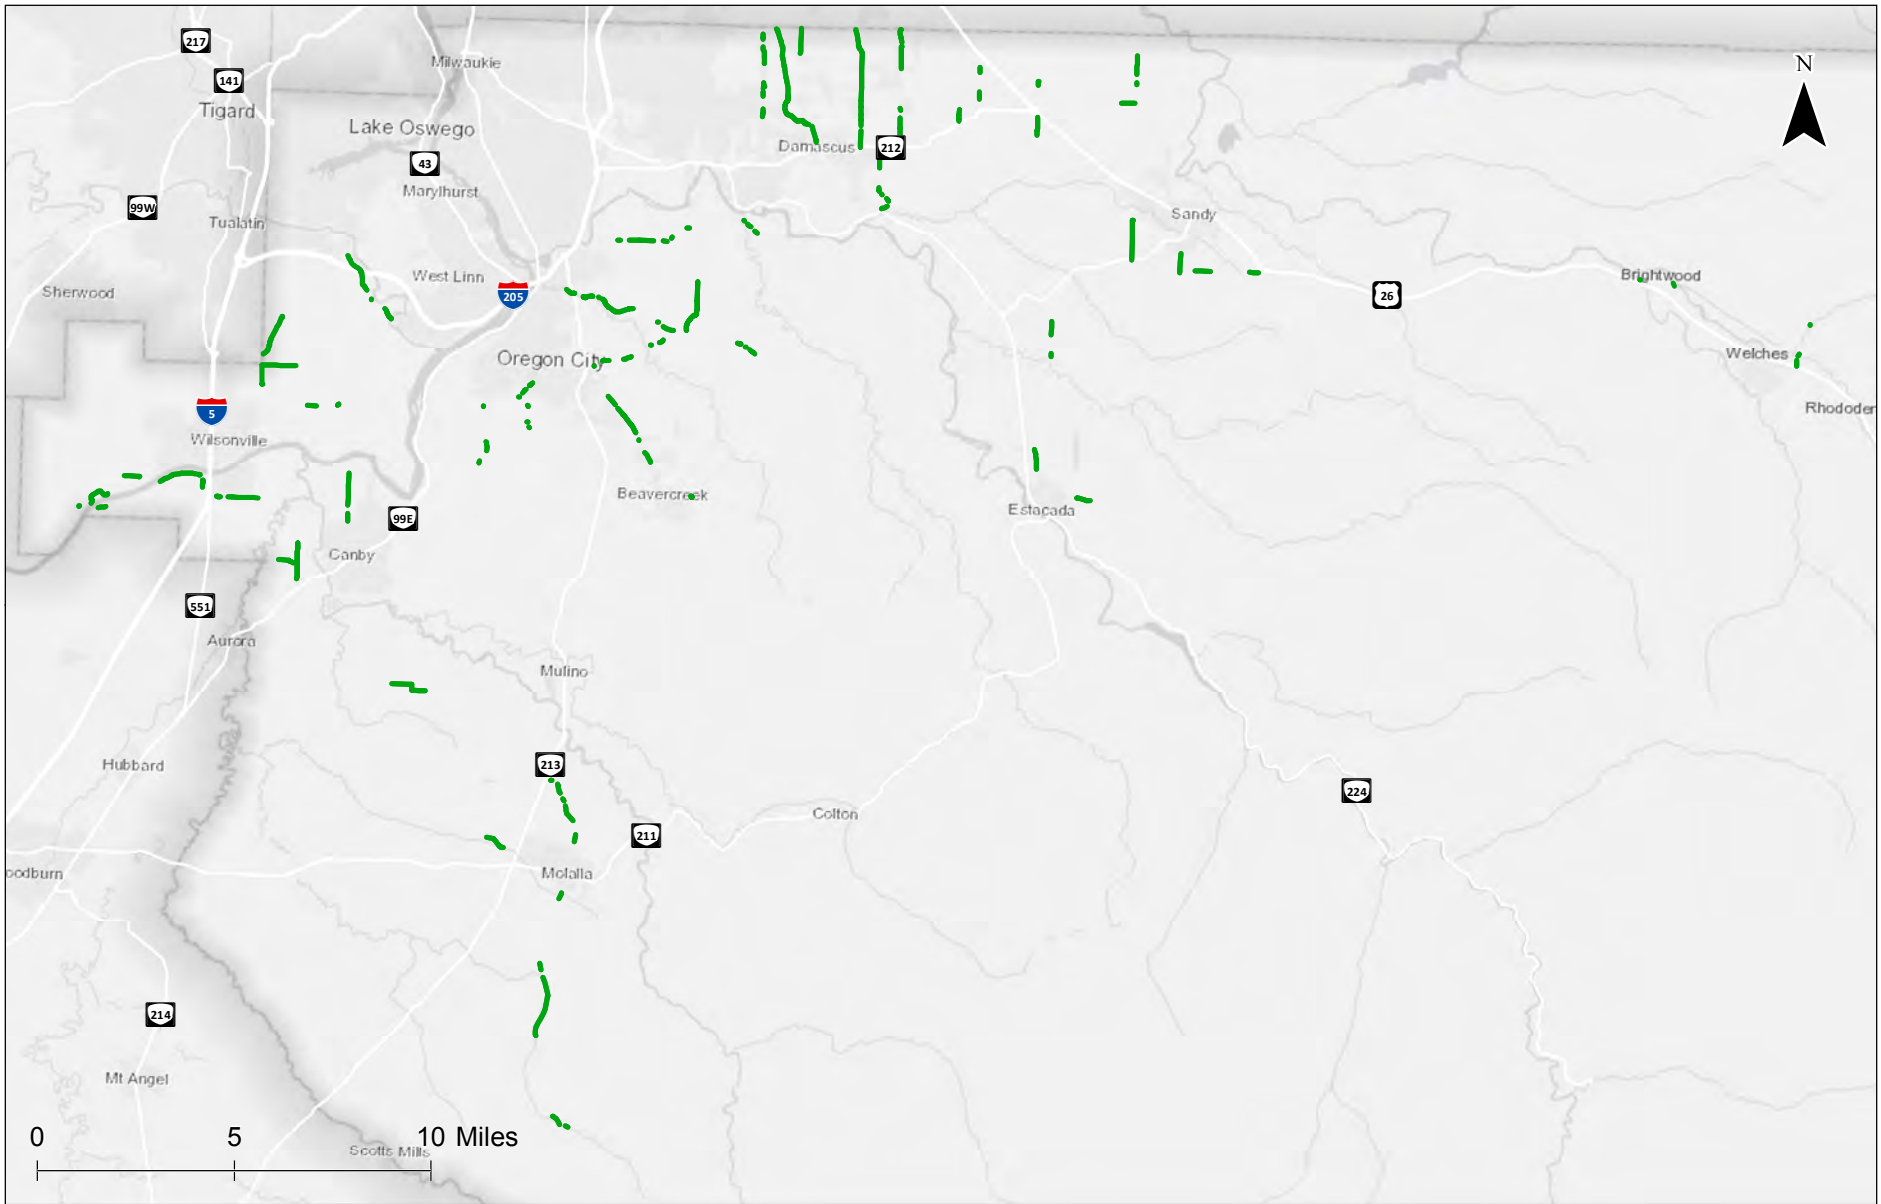 217
Milwaukie
N
141
Tigard
Lake Oswego
Damascus
212
43
Marylhurst
99W
Sandy
Tualatin
West Linn
Brightwood
Sherwood
205
26
Oregon City
Welches
5
Rhododer
Wilsonville
Beavercreek
99E
Estacada
Canby
551
Aurora
Mulino
Hubbard
213
224
Colton
211
oodburn
Molalla
214
Mt Angel
0 5 10 Miles
Scotts Mills